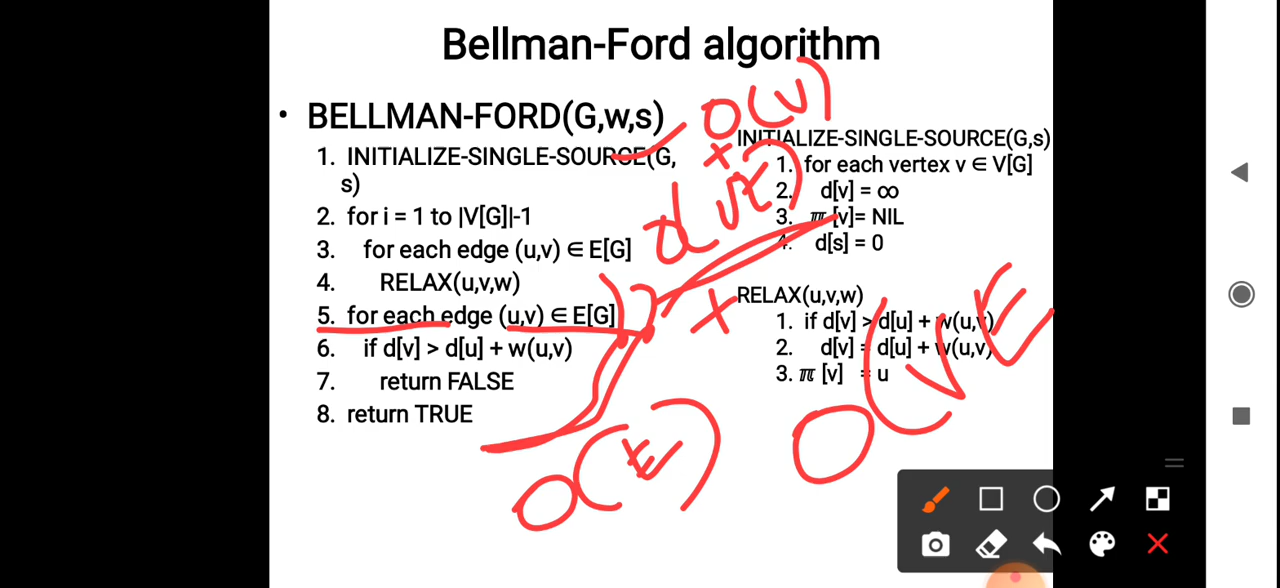 Bellman-Ford algorithm
• BELLMAN-FORD(G,w,s)
1. INITIALIZE-SINGLE-SOURCE(G,
s)
2. for i = 1 to |V[G]|-1
3. for each edge (u,v) ∈ E[G]
4. RELAX(u,v,w)
5. for each edge (u,v) ∈ E[G]
6. if d[v] > d[u] + w(u,v)
7. return FALSE
8. return TRUE
INITIALIZE-SINGLE-SOURCE(G,s)
1. for each vertex v ∈ V[G]
2. d[v] = ∞
3. π [v]= NIL
4. d[s] = 0
RELAX(u,v,w)
1. if d[v] > d[u] + w(u,v)
2. d[v] = d[u] + w(u,v)
3. π [v] = u
O(V)
+
O(VE)
+
O(E)
O(VE